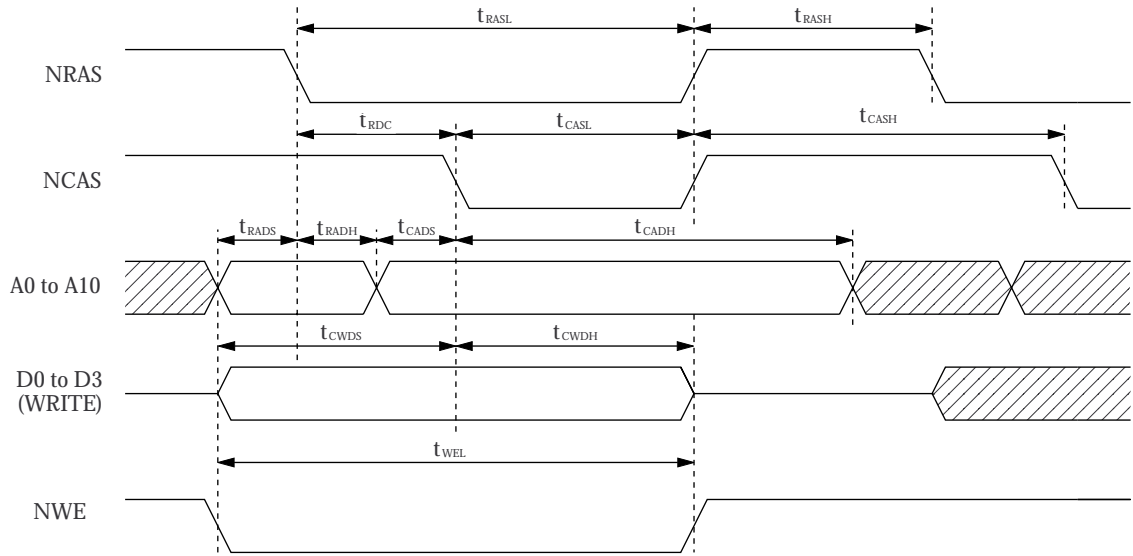 tRASL tRASH
NRAS
tRDC tCASL tCASH
NCAS
tRADS tRADH tCADS tCADH
A0 to A10
tCWDS tCWDH
D0 to D3
(WRITE)
tWEL
NWE